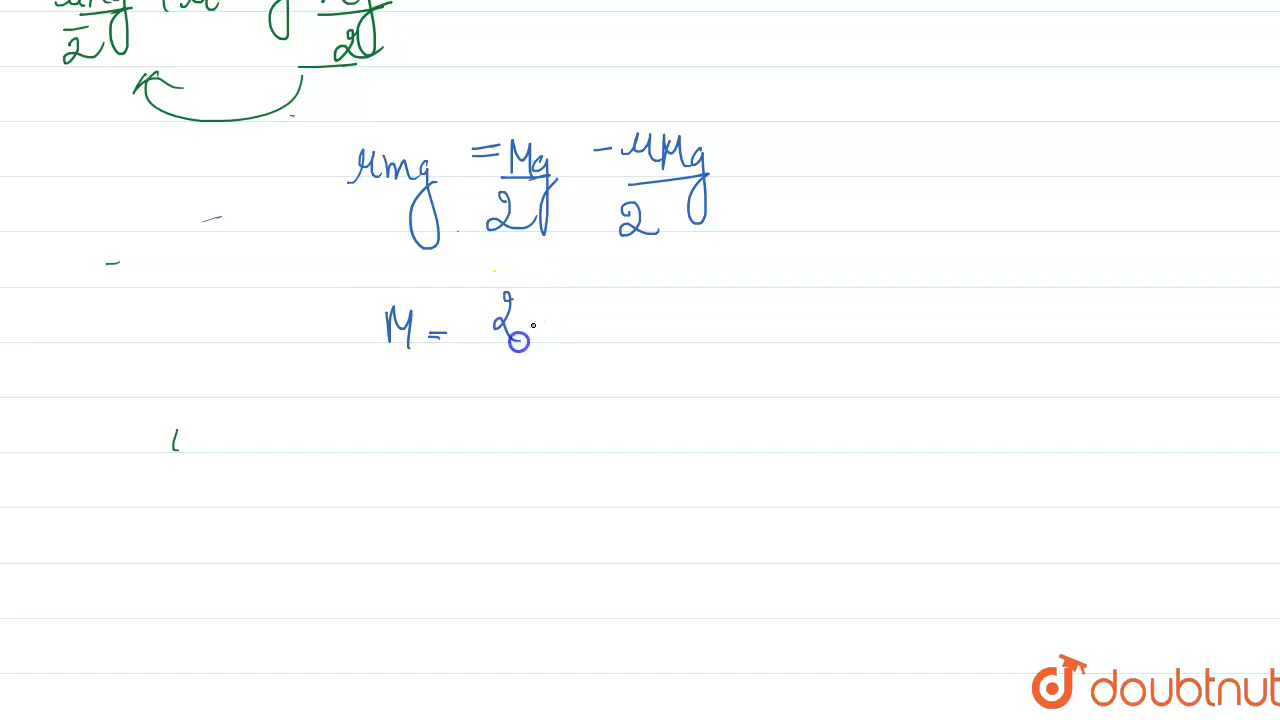 μmg = Mg/2 - μMg/2
M = 2
doubtnut